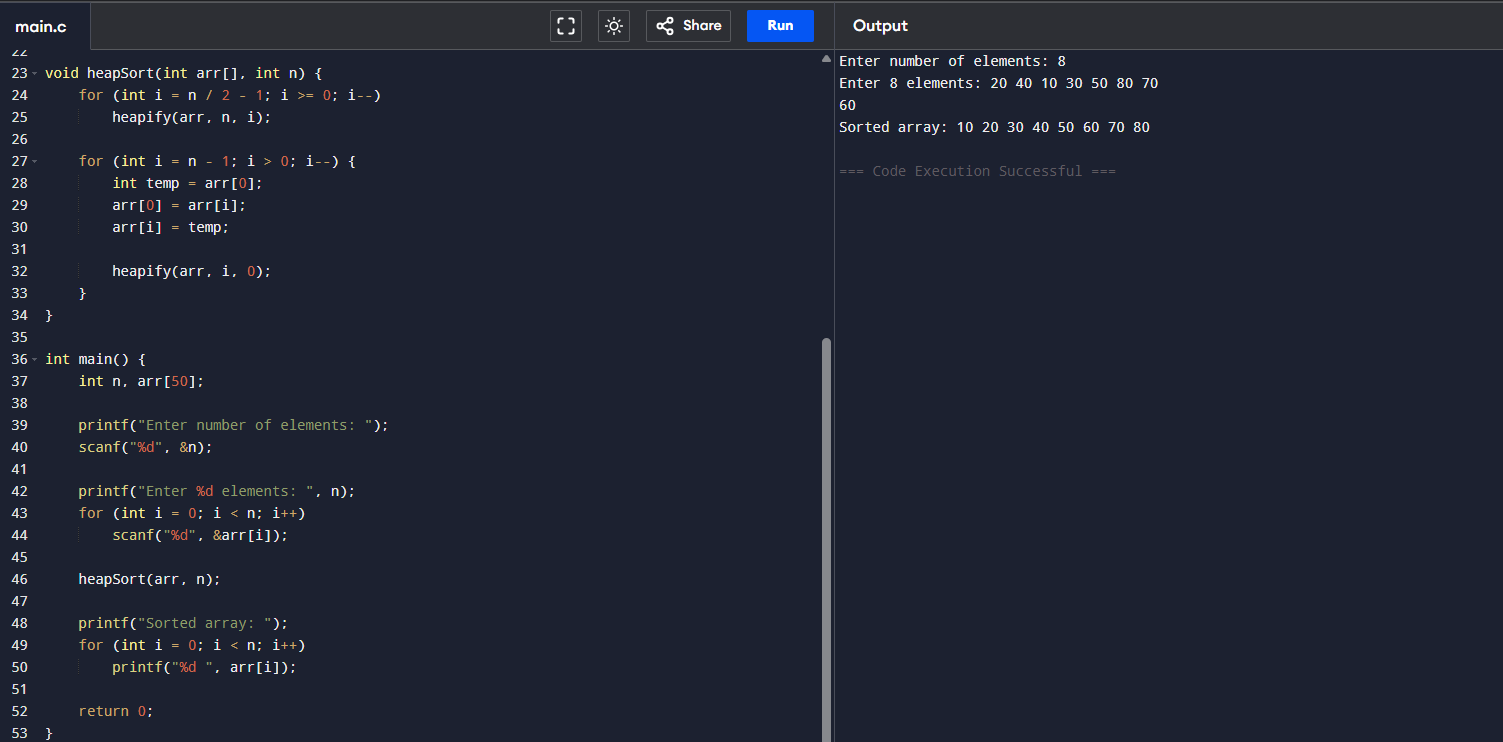 main.c
Share
Run
Output
22
23 void heapSort(int arr[], int n) {
24     for (int i = n / 2 - 1; i >= 0; i--)
25         heapify(arr, n, i);
26
27     for (int i = n - 1; i > 0; i--) {
28         int temp = arr[0];
29         arr[0] = arr[i];
30         arr[i] = temp;
31
32         heapify(arr, i, 0);
33     }
34 }
35
36 int main() {
37     int n, arr[50];
38
39     printf("Enter number of elements: ");
40     scanf("%d", &n);
41
42     printf("Enter %d elements: ", n);
43     for (int i = 0; i < n; i++)
44         scanf("%d", &arr[i]);
45
46     heapSort(arr, n);
47
48     printf("Sorted array: ");
49     for (int i = 0; i < n; i++)
50         printf("%d ", arr[i]);
51
52     return 0;
53 }
Enter number of elements: 8
Enter 8 elements: 20 40 10 30 50 80 70
60
Sorted array: 10 20 30 40 50 60 70 80
=== Code Execution Successful ===